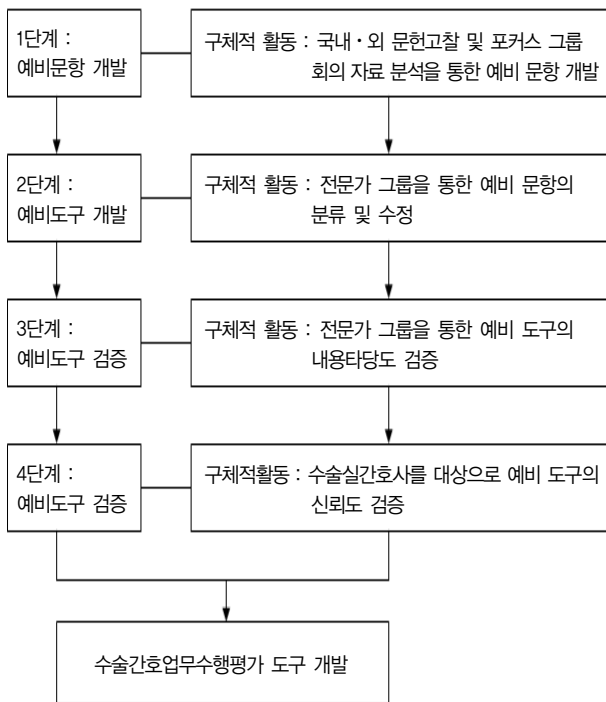 1단계 :
예비문항 개발
구체적 활동 : 국내・외 문헌고찰 및 포커스 그룹
회의 자료 분석을 통한 예비 문항 개발
2단계 :
예비도구 개발
구체적 활동 : 전문가 그룹을 통한 예비 문항의
분류 및 수정
3단계 :
예비도구 검증
구체적 활동 : 전문가 그룹을 통한 예비 도구의
내용타당도 검증
4단계 :
예비도구 검증
구체적활동 : 수술실간호사를 대상으로 예비 도구의
신뢰도 검증
수술간호업무수행평가 도구 개발